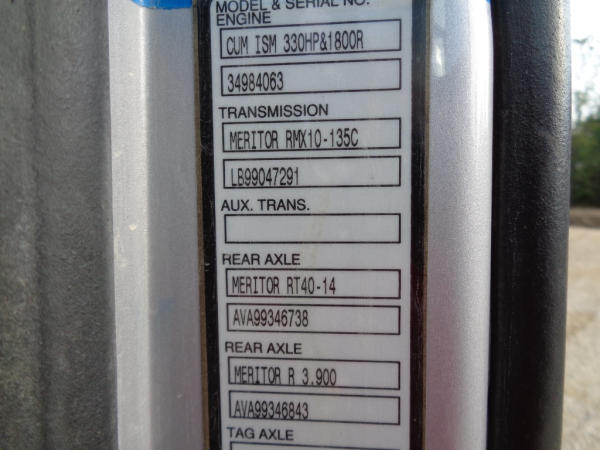 MODEL & SERIAL NO.
ENGINE
CUM ISM 330HP&1800R
34984063
TRANSMISSION
MERITOR RMX10-135C
LB99047291
AUX. TRANS.
REAR AXLE
MERITOR RT40-14
AVA99346738
REAR AXLE
MERITOR R 3.900
AVA99346843
TAG AXLE